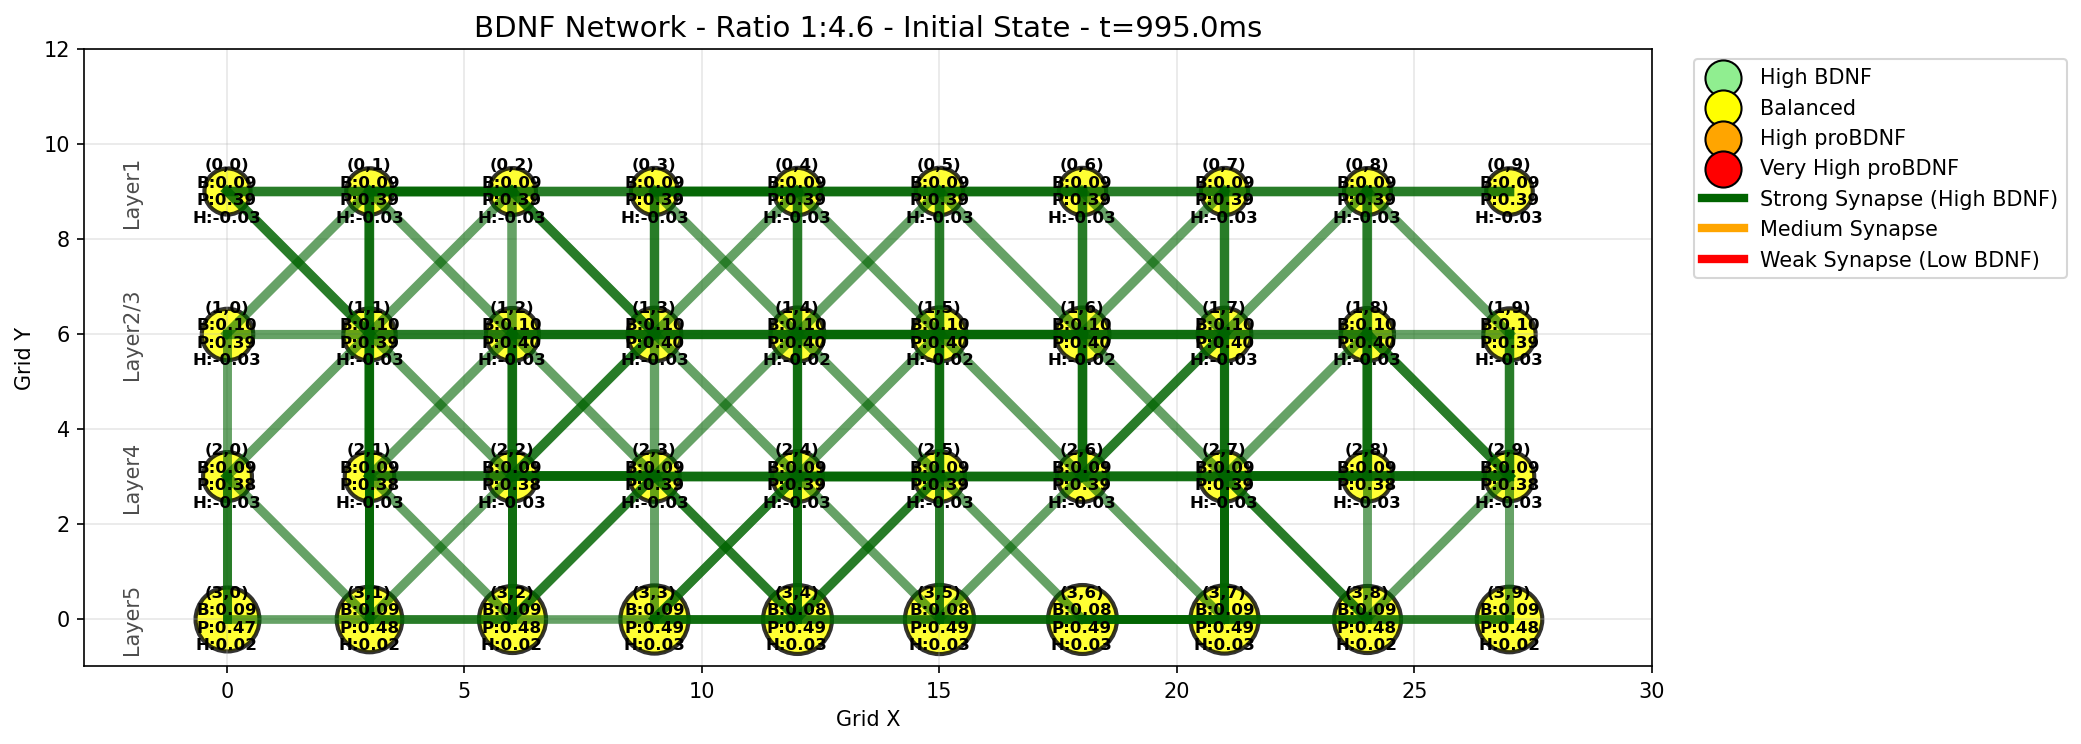 BDNF Network - Ratio 1:4.6 - Initial State - t=995.0ms
12
10
8
6
4
2
0
Grid Y
Layer1
Layer2/3
Layer4
Layer5
(0,0) (0,1) (0,2) (0,3) (0,4) (0,5) (0,6) (0,7) (0,8) (0,9)
B:0.09 B:0.09 B:0.09 B:0.09 B:0.09 B:0.09 B:0.09 B:0.09 B:0.09 B:0.09
P:0.39 P:0.39 P:0.39 P:0.39 P:0.39 P:0.39 P:0.39 P:0.39 P:0.39 P:0.39
H:-0.03 H:-0.03 H:-0.03 H:-0.03 H:-0.03 H:-0.03 H:-0.03 H:-0.03 H:-0.03 H:-0.03
(1,0) (1,1) (1,2) (1,3) (1,4) (1,5) (1,6) (1,7) (1,8) (1,9)
B:0.10 B:0.10 B:0.10 B:0.10 B:0.10 B:0.10 B:0.10 B:0.10 B:0.10 B:0.10
P:0.39 P:0.39 P:0.40 P:0.40 P:0.40 P:0.40 P:0.40 P:0.40 P:0.40 P:0.39
H:-0.03 H:-0.03 H:-0.03 H:-0.03 H:-0.02 H:-0.02 H:-0.02 H:-0.03 H:-0.03 H:-0.03
(2,0) (2,1) (2,2) (2,3) (2,4) (2,5) (2,6) (2,7) (2,8) (2,9)
B:0.09 B:0.09 B:0.09 B:0.09 B:0.09 B:0.09 B:0.09 B:0.09 B:0.09 B:0.09
P:0.38 P:0.38 P:0.38 P:0.39 P:0.39 P:0.39 P:0.39 P:0.39 P:0.38 P:0.38
H:-0.03 H:-0.03 H:-0.03 H:-0.03 H:-0.03 H:-0.03 H:-0.03 H:-0.03 H:-0.03 H:-0.03
(3,0) (3,1) (3,2) (3,3) (3,4) (3,5) (3,6) (3,7) (3,8) (3,9)
B:0.09 B:0.09 B:0.09 B:0.09 B:0.08 B:0.08 B:0.08 B:0.09 B:0.09 B:0.09
P:0.47 P:0.48 P:0.48 P:0.49 P:0.49 P:0.49 P:0.49 P:0.49 P:0.48 P:0.48
H:0.02 H:0.02 H:0.02 H:0.03 H:0.03 H:0.03 H:0.03 H:0.03 H:0.02 H:0.02
0 5 10 15 20 25 30
Grid X
High BDNF
Balanced
High proBDNF
Very High proBDNF
Strong Synapse (High BDNF)
Medium Synapse
Weak Synapse (Low BDNF)